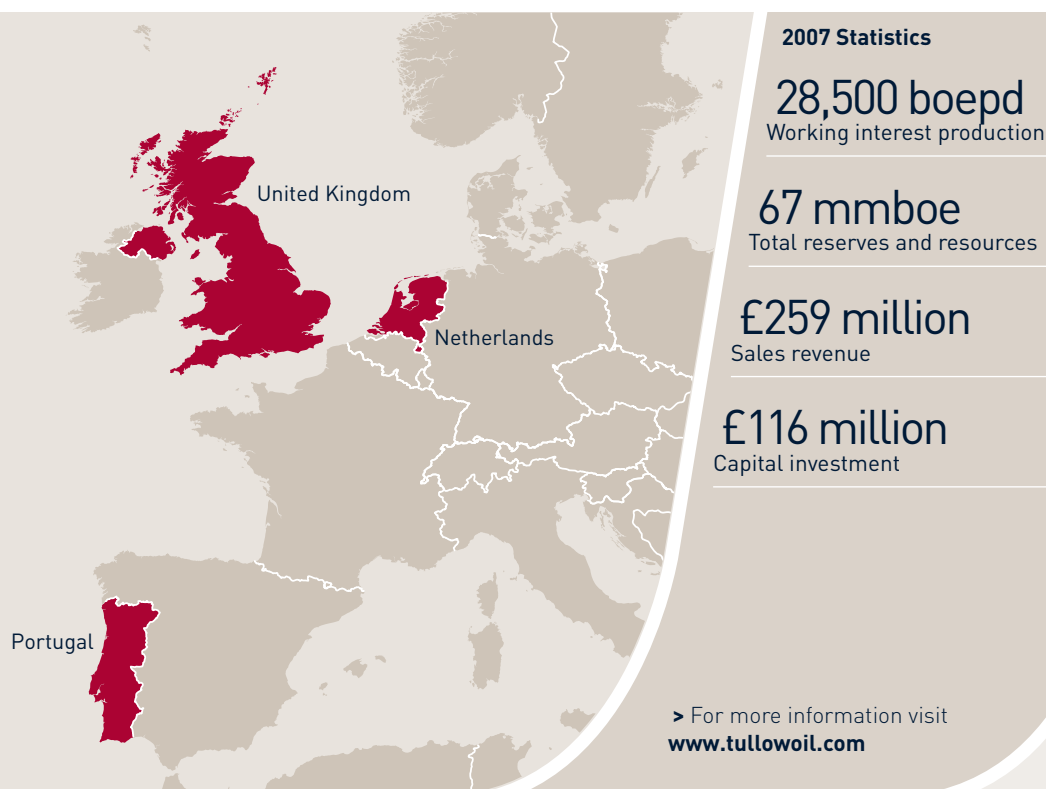 2007 Statistics
28,500 boepd
Working interest production
67 mmboe
Total reserves and resources
£259 million
Sales revenue
£116 million
Capital investment
United Kingdom
Netherlands
Portugal
> For more information visit
www.tullowoil.com